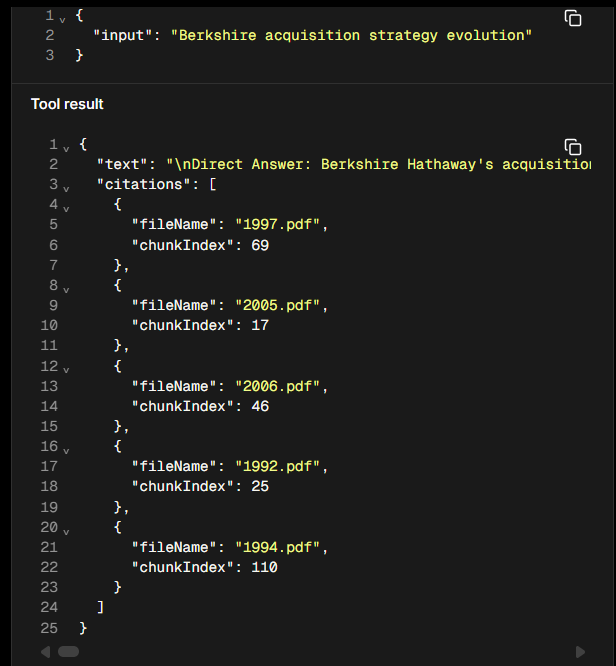 1 {
2 "input": "Berkshire acquisition strategy evolution"
3 }
Tool result
1 {
2 "text": "\nDirect Answer: Berkshire Hathaway's acquisition
3 "citations": [
4 {
5 "fileName": "1997.pdf",
6 "chunkIndex": 69
7 },
8 {
9 "fileName": "2005.pdf",
10 "chunkIndex": 17
11 },
12 {
13 "fileName": "2006.pdf",
14 "chunkIndex": 46
15 },
16 {
17 "fileName": "1992.pdf",
18 "chunkIndex": 25
19 },
20 {
21 "fileName": "1994.pdf",
22 "chunkIndex": 110
23 }
24 ]
25 }